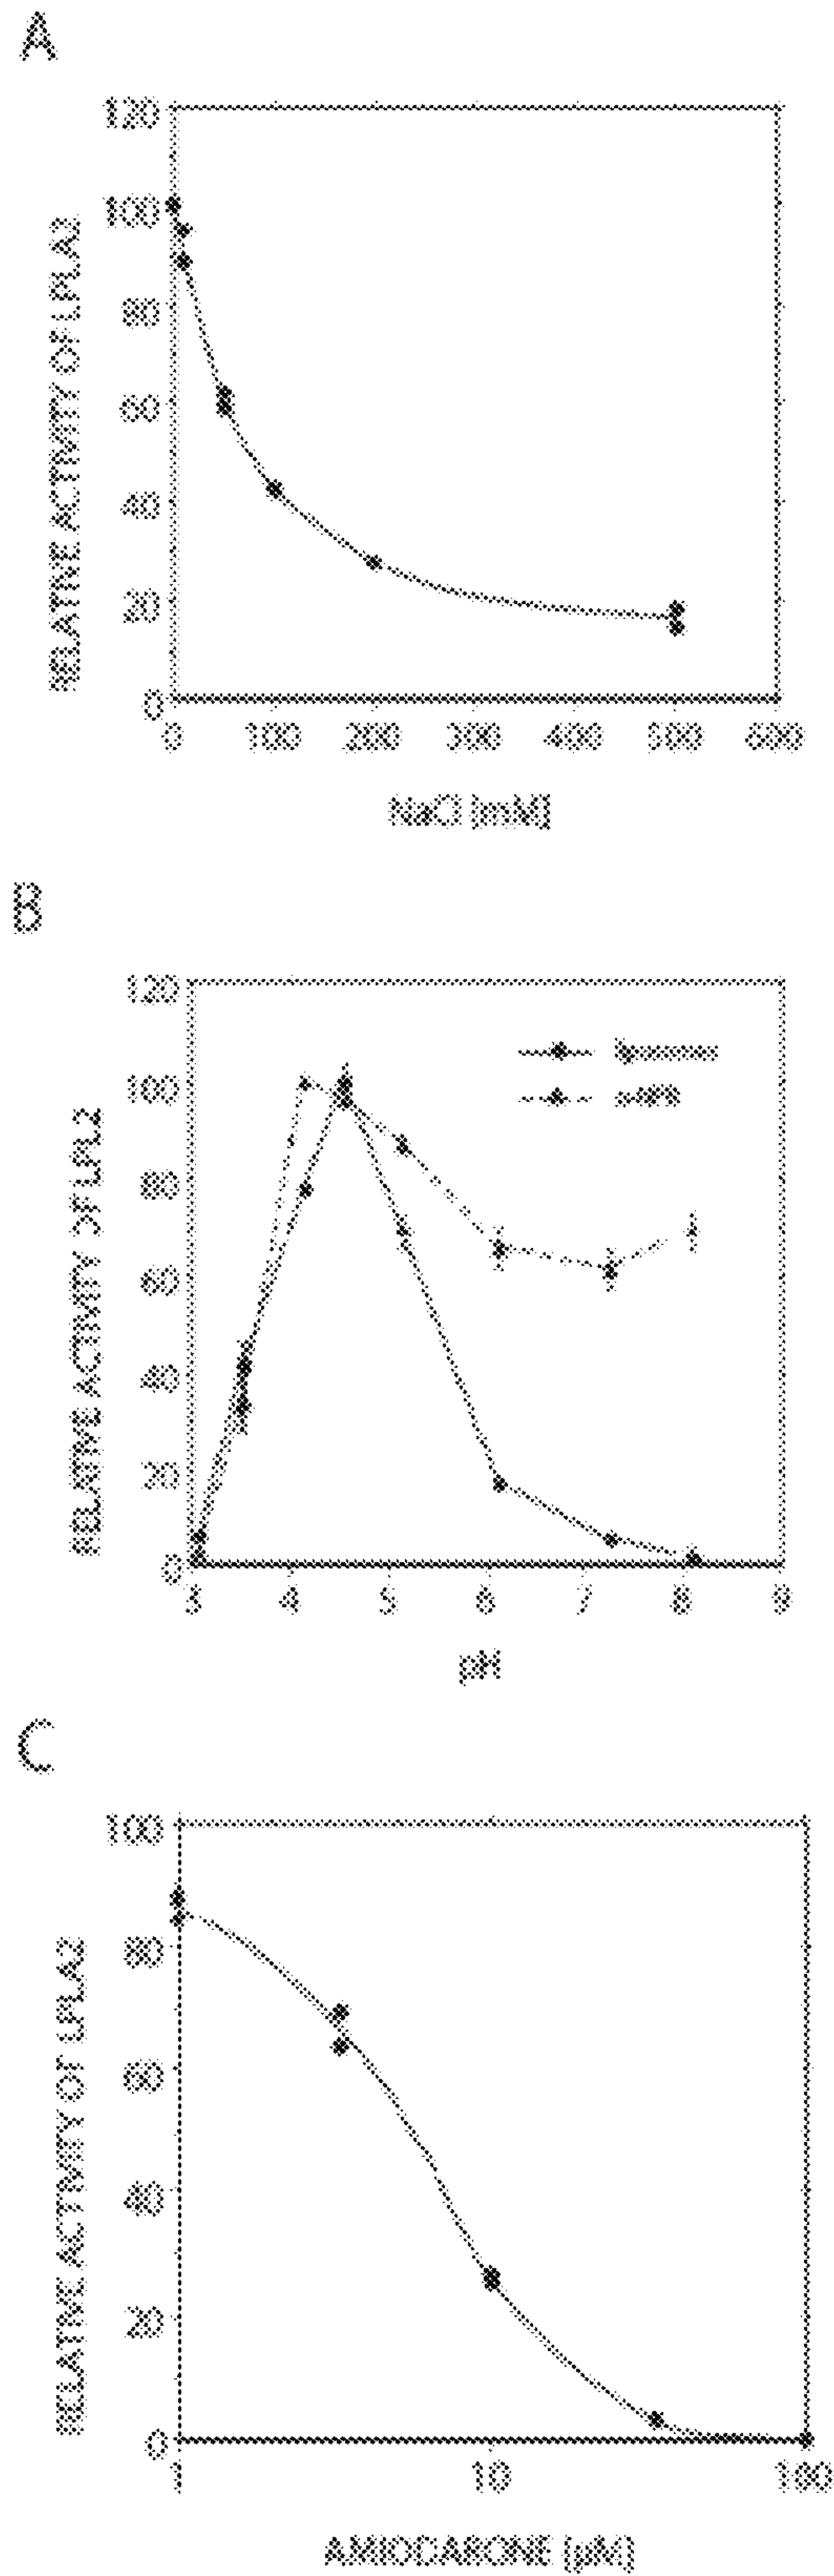 A
120
100
80
60
40
20
0
0 100 200 300 400 500 600
RELATIVE ACTIVITY OF LPLA2
NaCl [mM]
B
120
100
80
60
40
20
0
3 4 5 6 7 8 9
RELATIVE ACTIVITY OF LPL2
liposomes
pH
C
100
80
60
40
20
0
1 10 100
RELATIVE ACTIVITY OF LPLA2
AMIODARONE [µM]